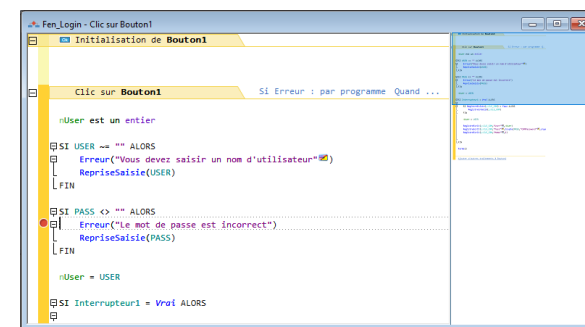 Fen_Login - Clic sur Bouton1
Initialisation de Bouton1
Clic sur Bouton1 Si Erreur : par programme Quand ...
nUser est un entier
SI USER ~= "" ALORS
Erreur("Vous devez saisir un nom d'utilisateur")
RepriseSaisie(USER)
FIN
SI PASS <> "" ALORS
Erreur("Le mot de passe est incorrect")
RepriseSaisie(PASS)
FIN
nUser = USER
SI Interrupteur1 = Vrai ALORS